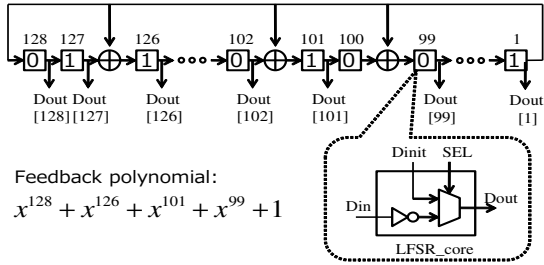 128 127 126 102 101 100 99 1
0 1 1 0 1 0 0 1
Dout Dout Dout Dout Dout Dout Dout
[128] [127] [126] [102] [101] [99] [1]
Dinit SEL
Dout
Din
LFSR_core
Feedback polynomial:
x^128 + x^126 + x^101 + x^99 + 1